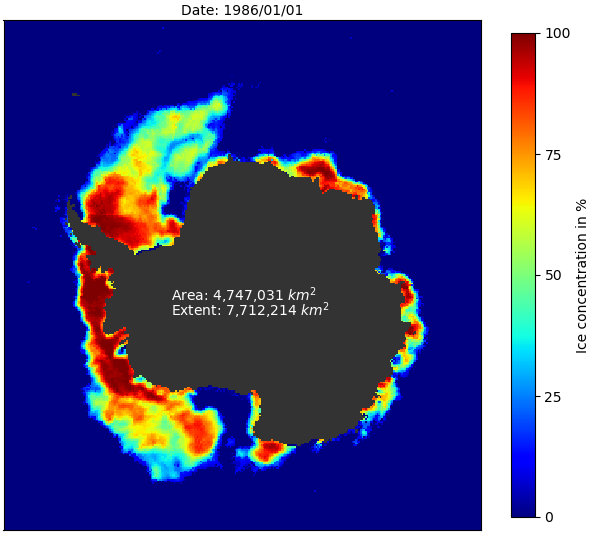 Date: 1986/01/01
100
75
Area: 4,747,031 km²
Extent: 7,712,214 km²
50
25
0
Ice concentration in %